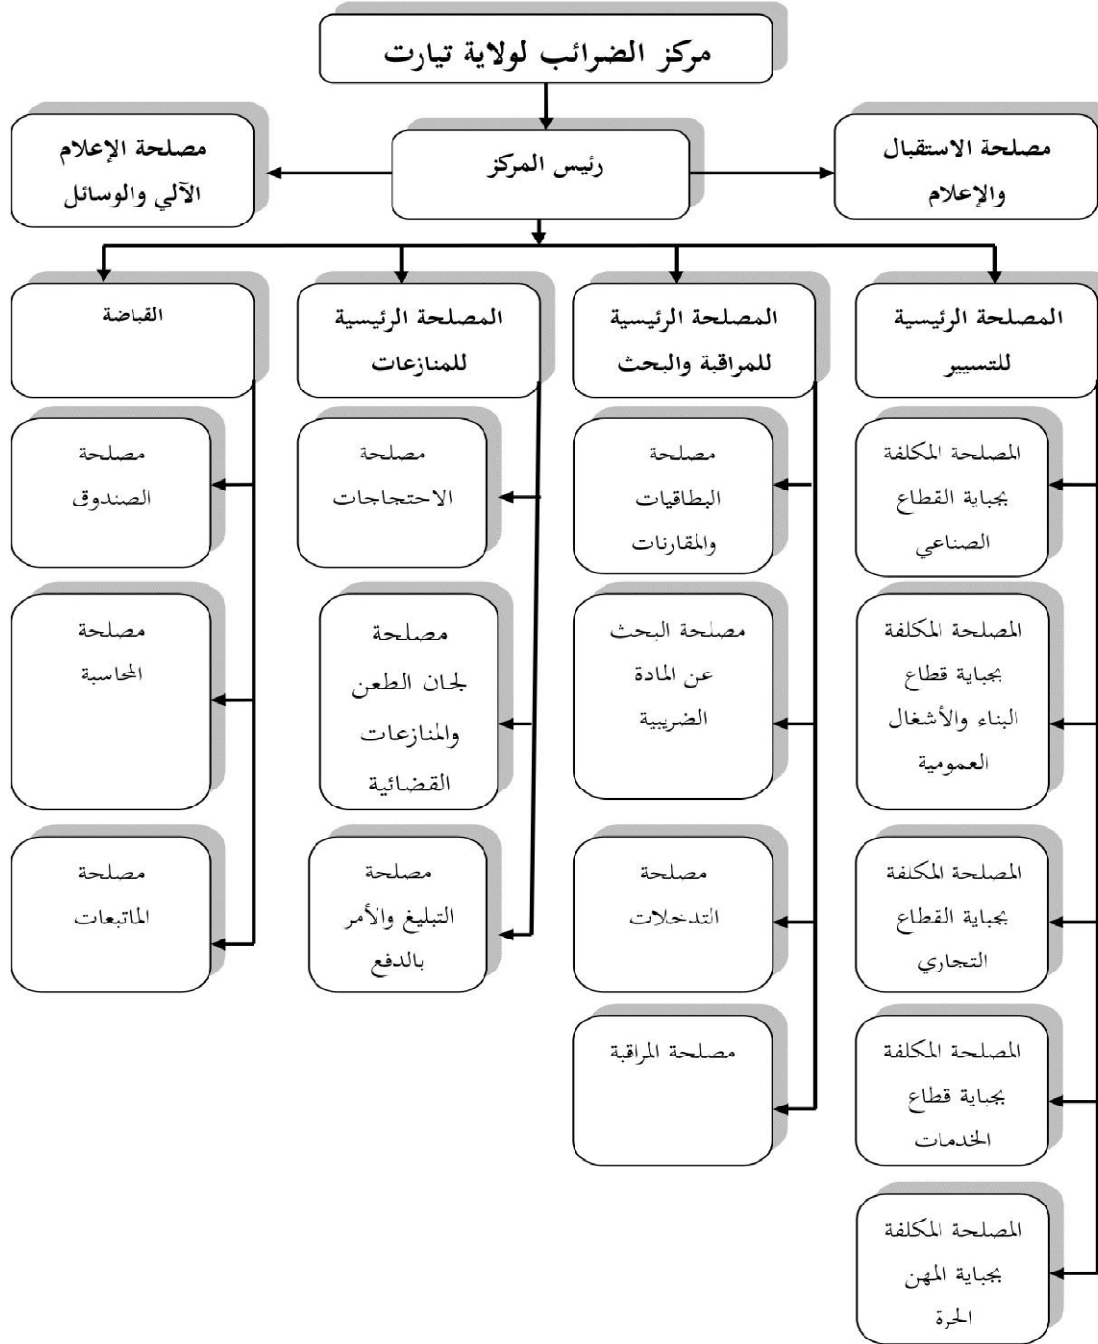 مركز الضرائب لولاية تيارت
مصلحة الاستقبال
والإعلام
رئيس المركز
مصلحة الإعلام
الآلي والوسائل
المصلحة الرئيسية
للتسيير
المصلحة الرئيسية
للمراقبة والبحث
المصلحة الرئيسية
للمنازعات
القباضة
المصلحة المكلفة
بجباية القطاع
الصناعي
مصلحة
البطاقيات
والمقارنات
مصلحة
الاحتجاجات
مصلحة
الصندوق
المصلحة المكلفة
بجباية قطاع
البناء والأشغال
العمومية
مصلحة البحث
عن المادة
الضريبية
مصلحة
لجان الطعن
والمنازعات
القضائية
مصلحة
المحاسبة
المصلحة المكلفة
بجباية القطاع
التجاري
مصلحة
التدخلات
مصلحة
التبليغ والأمر
بالدفع
مصلحة
الماتبعات
المصلحة المكلفة
بجباية قطاع
الخدمات
مصلحة المراقبة
المصلحة المكلفة
بجباية المهن
الحرة